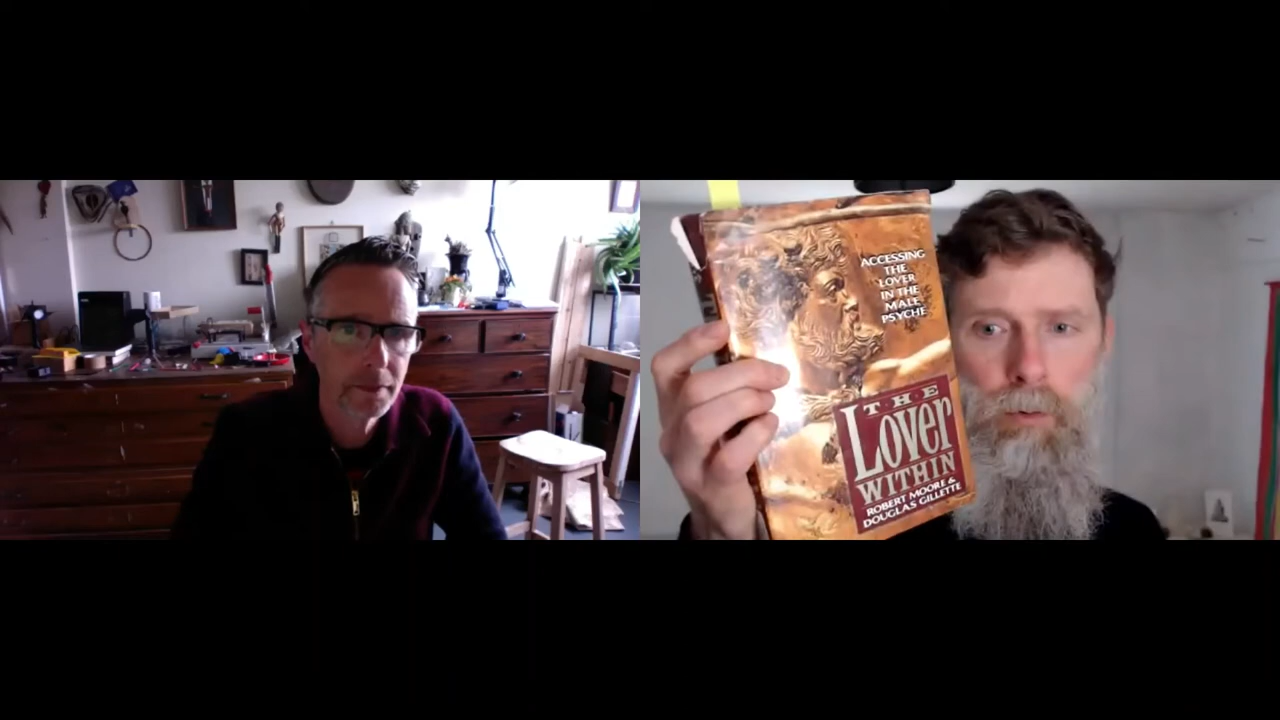 ACCESSING
THE
LOVER
IN THE
MALE
PSYCHE
THE
Lover
WITHIN
ROBERT MOORE &
DOUGLAS GILLETTE